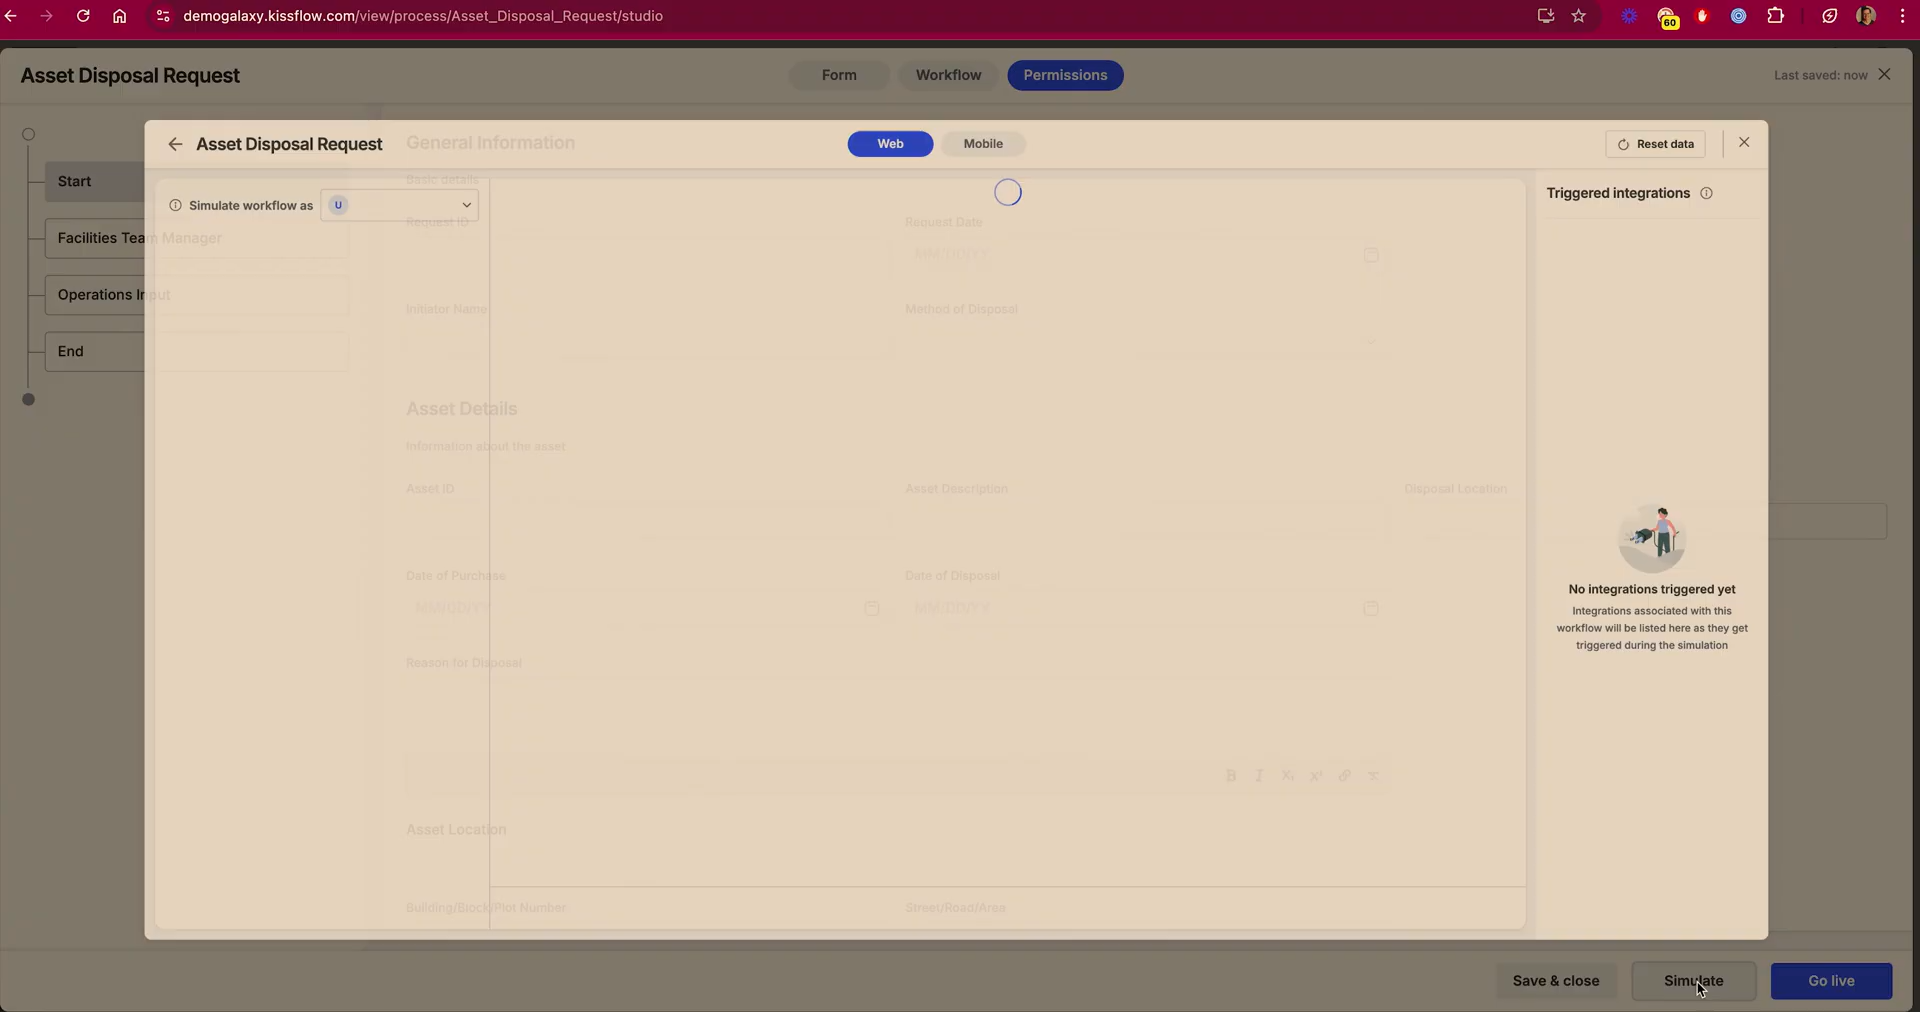 demogalaxy.kissflow.com/view/process/Asset_Disposal_Request/studio
60
Asset Disposal Request
Form
Workflow
Permissions
Last saved: now
Asset Disposal Request
General Information
Web
Mobile
Reset data
Start
Facilities Team Manager
Operations Input
End
Simulate workflow as
U
Basic details
Request ID
Request Date
MM/DD/YY
Initiator Name
Method of Disposal
Asset Details
Information about the asset
Asset ID
Asset Description
Disposal Location
Date of Purchase
Date of Disposal
MM/DD/YY
MM/DD/YY
Reason for Disposal
B I X₁ X¹
Asset Location
Building/Block/Plot Number
Street/Road/Area
Triggered integrations
No integrations triggered yet
Integrations associated with this
workflow will be listed here as they get
triggered during the simulation
Save & close
Simulate
Go live